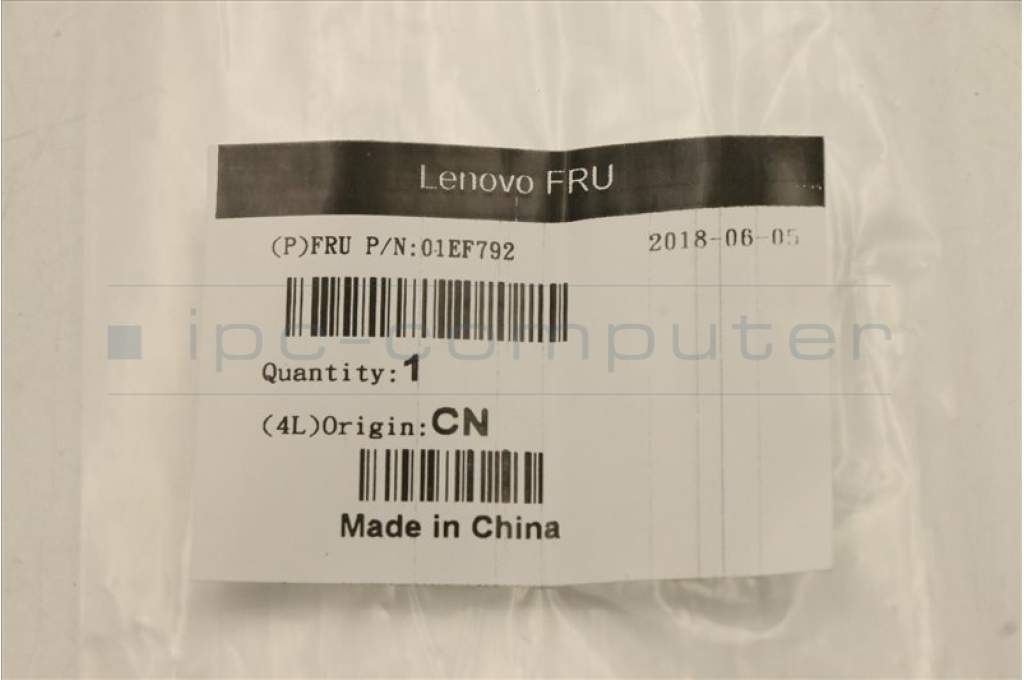 Lenovo FRU
(P)FRU P/N:01EF792
2018-06-05
ipc-computer
Quantity:1
(4L)Origin:CN
Made in China